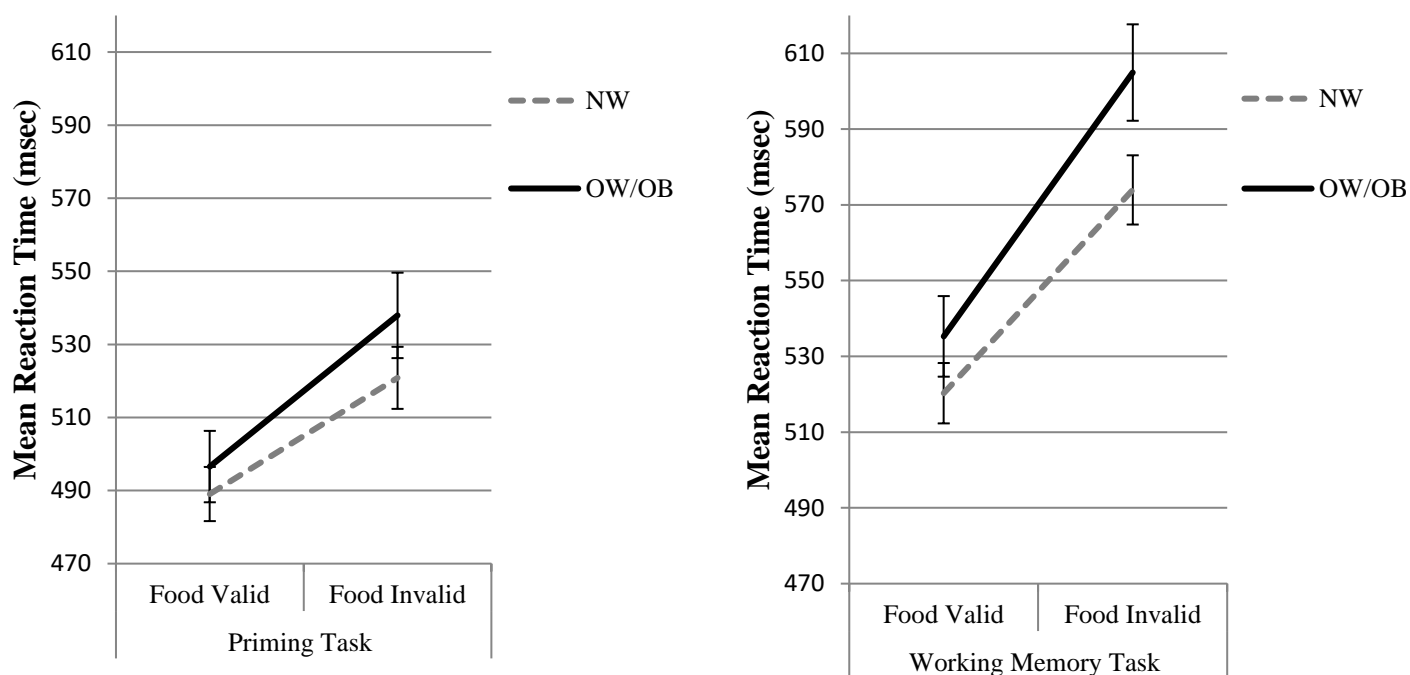 Mean Reaction Time (msec)
610
590
570
550
530
510
490
470
Food Valid
Food Invalid
Priming Task
NW
OW/OB
Mean Reaction Time (msec)
610
590
570
550
530
510
490
470
Food Valid
Food Invalid
Working Memory Task
NW
OW/OB